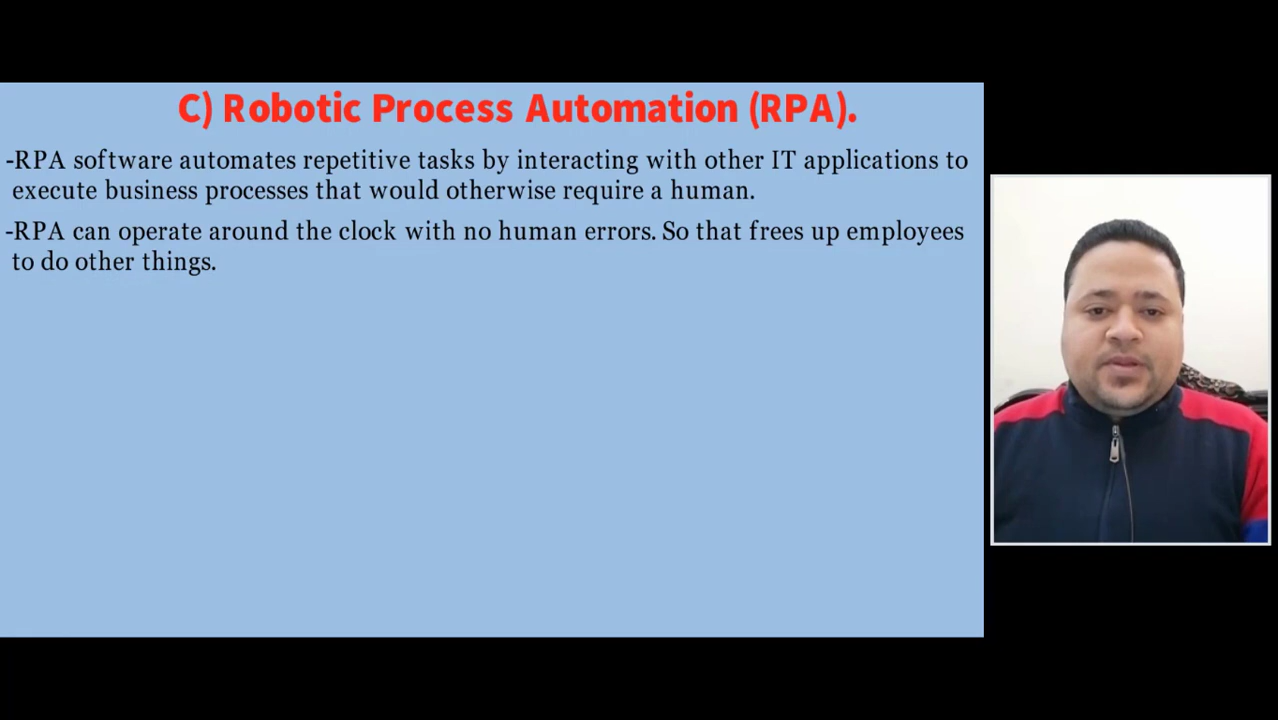 C) Robotic Process Automation (RPA).
-RPA software automates repetitive tasks by interacting with other IT applications to
execute business processes that would otherwise require a human.
-RPA can operate around the clock with no human errors. So that frees up employees
to do other things.